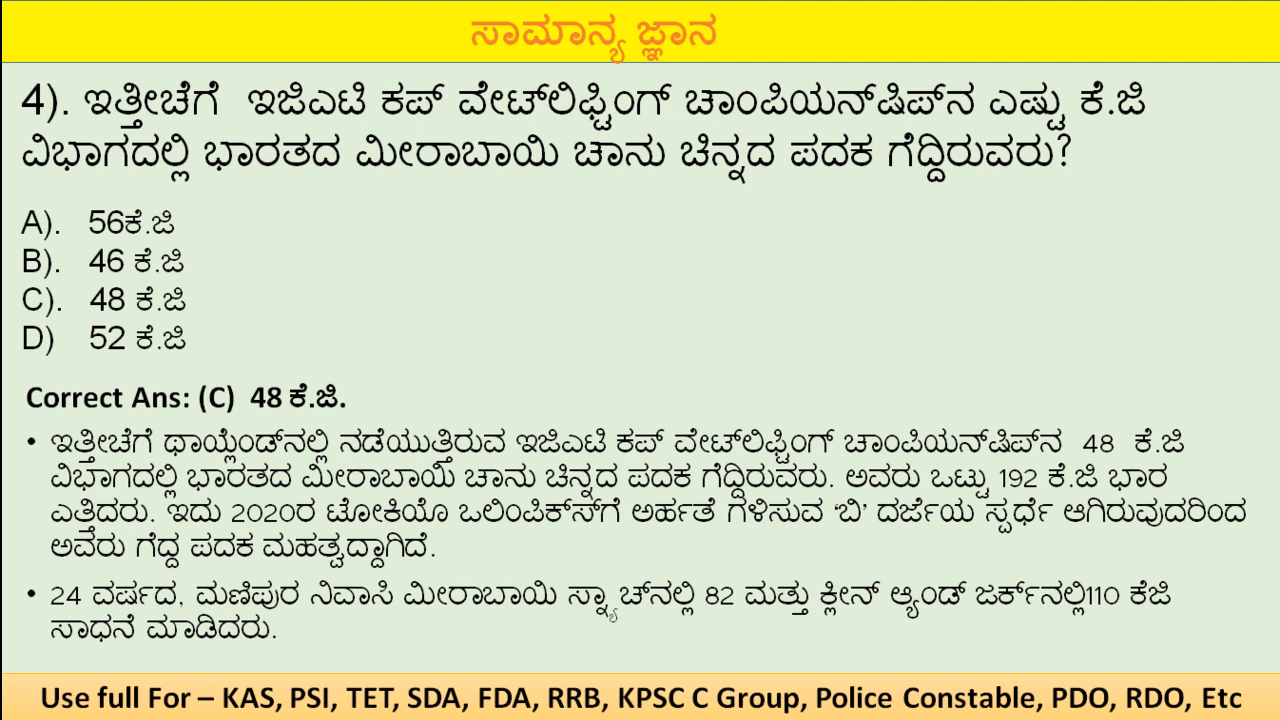 ಸಾಮಾನ್ಯ ಜ್ಞಾನ
4). ಇತ್ತೀಚೆಗೆ ಇಜಿಎಟಿ ಕಪ್ ವೇಟ್‌ಲಿಫ್ಟಿಂಗ್ ಚಾಂಪಿಯನ್‌ಷಿಪ್‌ನ ಎಷ್ಟು ಕೆ.ಜಿ
ವಿಭಾಗದಲ್ಲಿ ಭಾರತದ ಮೀರಾಬಾಯಿ ಚಾನು ಚಿನ್ನದ ಪದಕ ಗೆದ್ದಿರುವರು?
A). 56ಕೆ.ಜಿ
B). 46 ಕೆ.ಜಿ
C). 48 ಕೆ.ಜಿ
D) 52 ಕೆ.ಜಿ
Correct Ans: (C) 48 ಕೆ.ಜಿ.
• ಇತ್ತೀಚೆಗೆ ಥಾಯ್ಲೆಂಡ್‌ನಲ್ಲಿ ನಡೆಯುತ್ತಿರುವ ಇಜಿಎಟಿ ಕಪ್ ವೇಟ್‌ಲಿಫ್ಟಿಂಗ್ ಚಾಂಪಿಯನ್‌ಷಿಪ್‌ನ 48 ಕೆ.ಜಿ
ವಿಭಾಗದಲ್ಲಿ ಭಾರತದ ಮೀರಾಬಾಯಿ ಚಾನು ಚಿನ್ನದ ಪದಕ ಗೆದ್ದಿರುವರು. ಅವರು ಒಟ್ಟು 192 ಕೆ.ಜಿ ಭಾರ
ಎತ್ತಿದರು. ಇದು 2020ರ ಟೋಕಿಯೊ ಒಲಿಂಪಿಕ್ಸ್‌ಗೆ ಅರ್ಹತೆ ಗಳಿಸುವ ‘ಬಿ’ ದರ್ಜೆಯ ಸ್ಪರ್ಧೆ ಆಗಿರುವುದರಿಂದ
ಅವರು ಗೆದ್ದ ಪದಕ ಮಹತ್ವದ್ದಾಗಿದೆ.
• 24 ವರ್ಷದ, ಮಣಿಪುರ ನಿವಾಸಿ ಮೀರಾಬಾಯಿ ಸ್ನ್ಯಾಚ್‌ನಲ್ಲಿ 82 ಮತ್ತು ಕ್ಲೀನ್ ಆ್ಯಂಡ್ ಜರ್ಕ್‌ನಲ್ಲಿ110 ಕೆಜಿ
ಸಾಧನೆ ಮಾಡಿದರು.
Use full For – KAS, PSI, TET, SDA, FDA, RRB, KPSC C Group, Police Constable, PDO, RDO, Etc